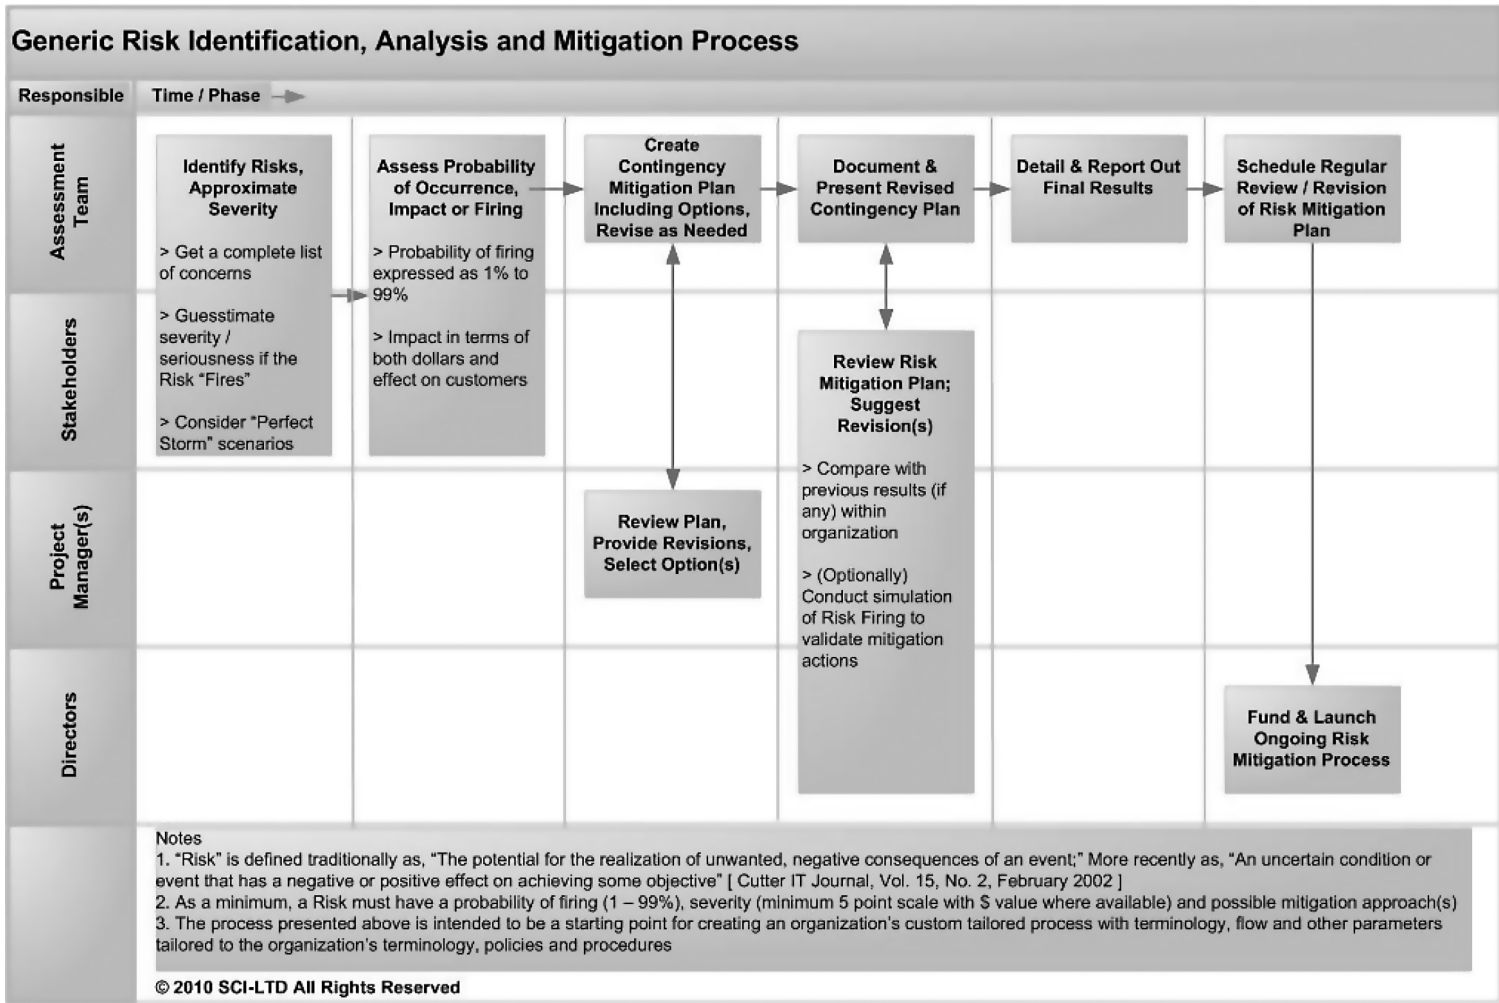 Generic Risk Identification, Analysis and Mitigation Process
Responsible
Time / Phase
Assessment
Team
Identify Risks,
Approximate
Severity
> Get a complete list
of concerns
> Guesstimate
severity /
seriousness if the
Risk “Fires”
> Consider “Perfect
Storm” scenarios
Assess Probability
of Occurrence,
Impact or Firing
> Probability of firing
expressed as 1% to
99%
> Impact in terms of
both dollars and
effect on customers
Create
Contingency
Mitigation Plan
Including Options,
Revise as Needed
Document &
Present Revised
Contingency Plan
Detail & Report Out
Final Results
Schedule Regular
Review / Revision
of Risk Mitigation
Plan
Stakeholders
Review Risk
Mitigation Plan;
Suggest
Revision(s)
> Compare with
previous results (if
any) within
organization
> (Optionally)
Conduct simulation
of Risk Firing to
validate mitigation
actions
Project
Manager(s)
Review Plan,
Provide Revisions,
Select Option(s)
Directors
Fund & Launch
Ongoing Risk
Mitigation Process
Notes
1. “Risk” is defined traditionally as, “The potential for the realization of unwanted, negative consequences of an event;” More recently as, “An uncertain condition or
event that has a negative or positive effect on achieving some objective” [ Cutter IT Journal, Vol. 15, No. 2, February 2002 ]
2. As a minimum, a Risk must have a probability of firing (1 – 99%), severity (minimum 5 point scale with $ value where available) and possible mitigation approach(s)
3. The process presented above is intended to be a starting point for creating an organization’s custom tailored process with terminology, flow and other parameters
tailored to the organization’s terminology, policies and procedures
© 2010 SCI-LTD All Rights Reserved